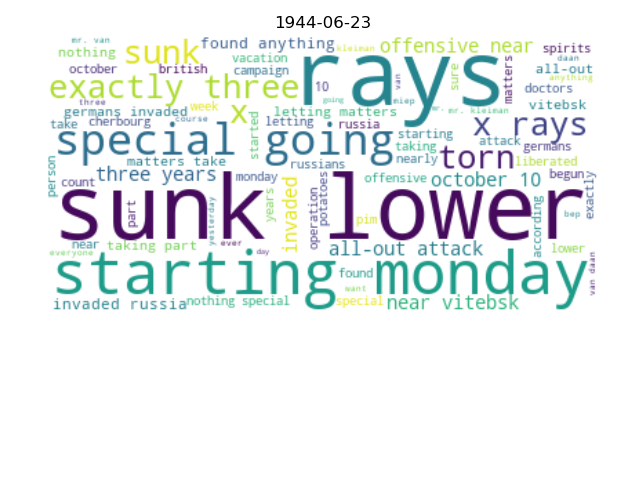 1944-06-23
mr. van
nothing
sunk
found anything
kleiman
offensive near
spirits
october
british
vacation
campaign
rays
sure
matters
daan
all-out
anything
exactly three
10
van
doctors
three
germans invaded
week
x
going
letting matters
miep
mr.
mr. kleiman
vitebsk
take
cherbourg
course
started
letting
russia
starting
x rays
special going
taking
attack
germans
person
matters take
russians
nearly
torn
liberated
three years
count
monday
offensive
october 10
begun
exactly
sunk lower
part
yesterday
years
invaded
operation
potatoes
pim
according
bep
near
taking part
ever
day
all-out attack
lower
everyone
van daan
starting monday
found
want
invaded russia
nothing special
special
near vitebsk